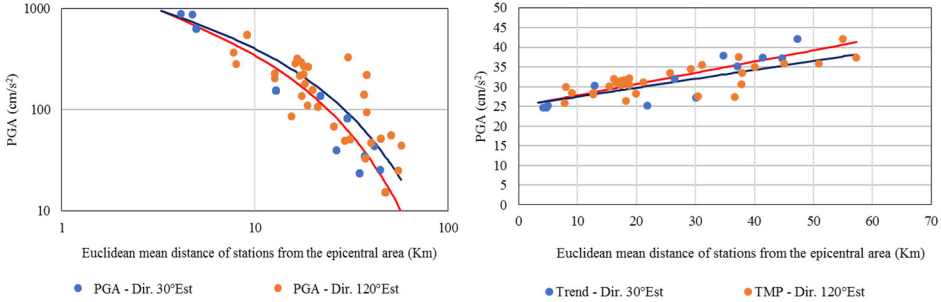 1000
100
10
PGA (cm/s²)
1
10
100
Euclidean mean distance of stations from the epicentral area (Km)
PGA - Dir. 30°Est
PGA - Dir. 120°Est
50
45
40
35
30
25
20
15
10
5
0
PGA (cm/s²)
0 10 20 30 40 50 60 70
Euclidean mean distance of stations from the epicentral area (Km)
Trend - Dir. 30°Est
TMP - Dir. 120°Est